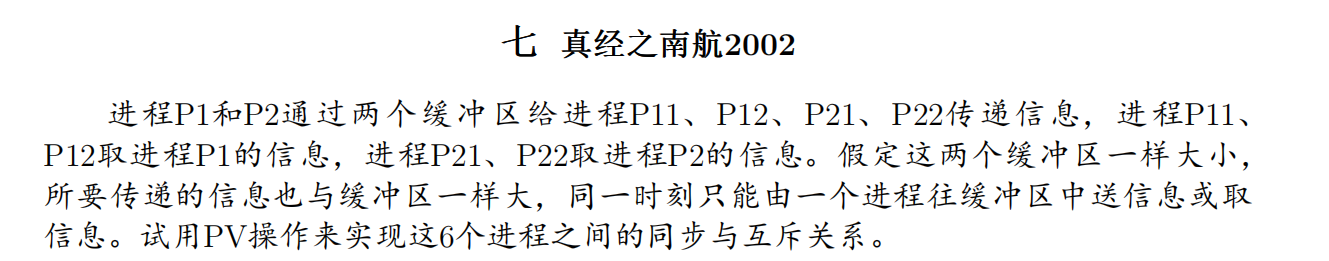 七 真经之南航2002
进程P1和P2通过两个缓冲区给进程P11、P12、P21、P22传递信息，进程P11、
P12取进程P1的信息，进程P21、P22取进程P2的信息。假定这两个缓冲区一样大小，
所要传递的信息也与缓冲区一样大，同一时刻只能由一个进程往缓冲区中送信息或取
信息。试用PV操作来实现这6个进程之间的同步与互斥关系。